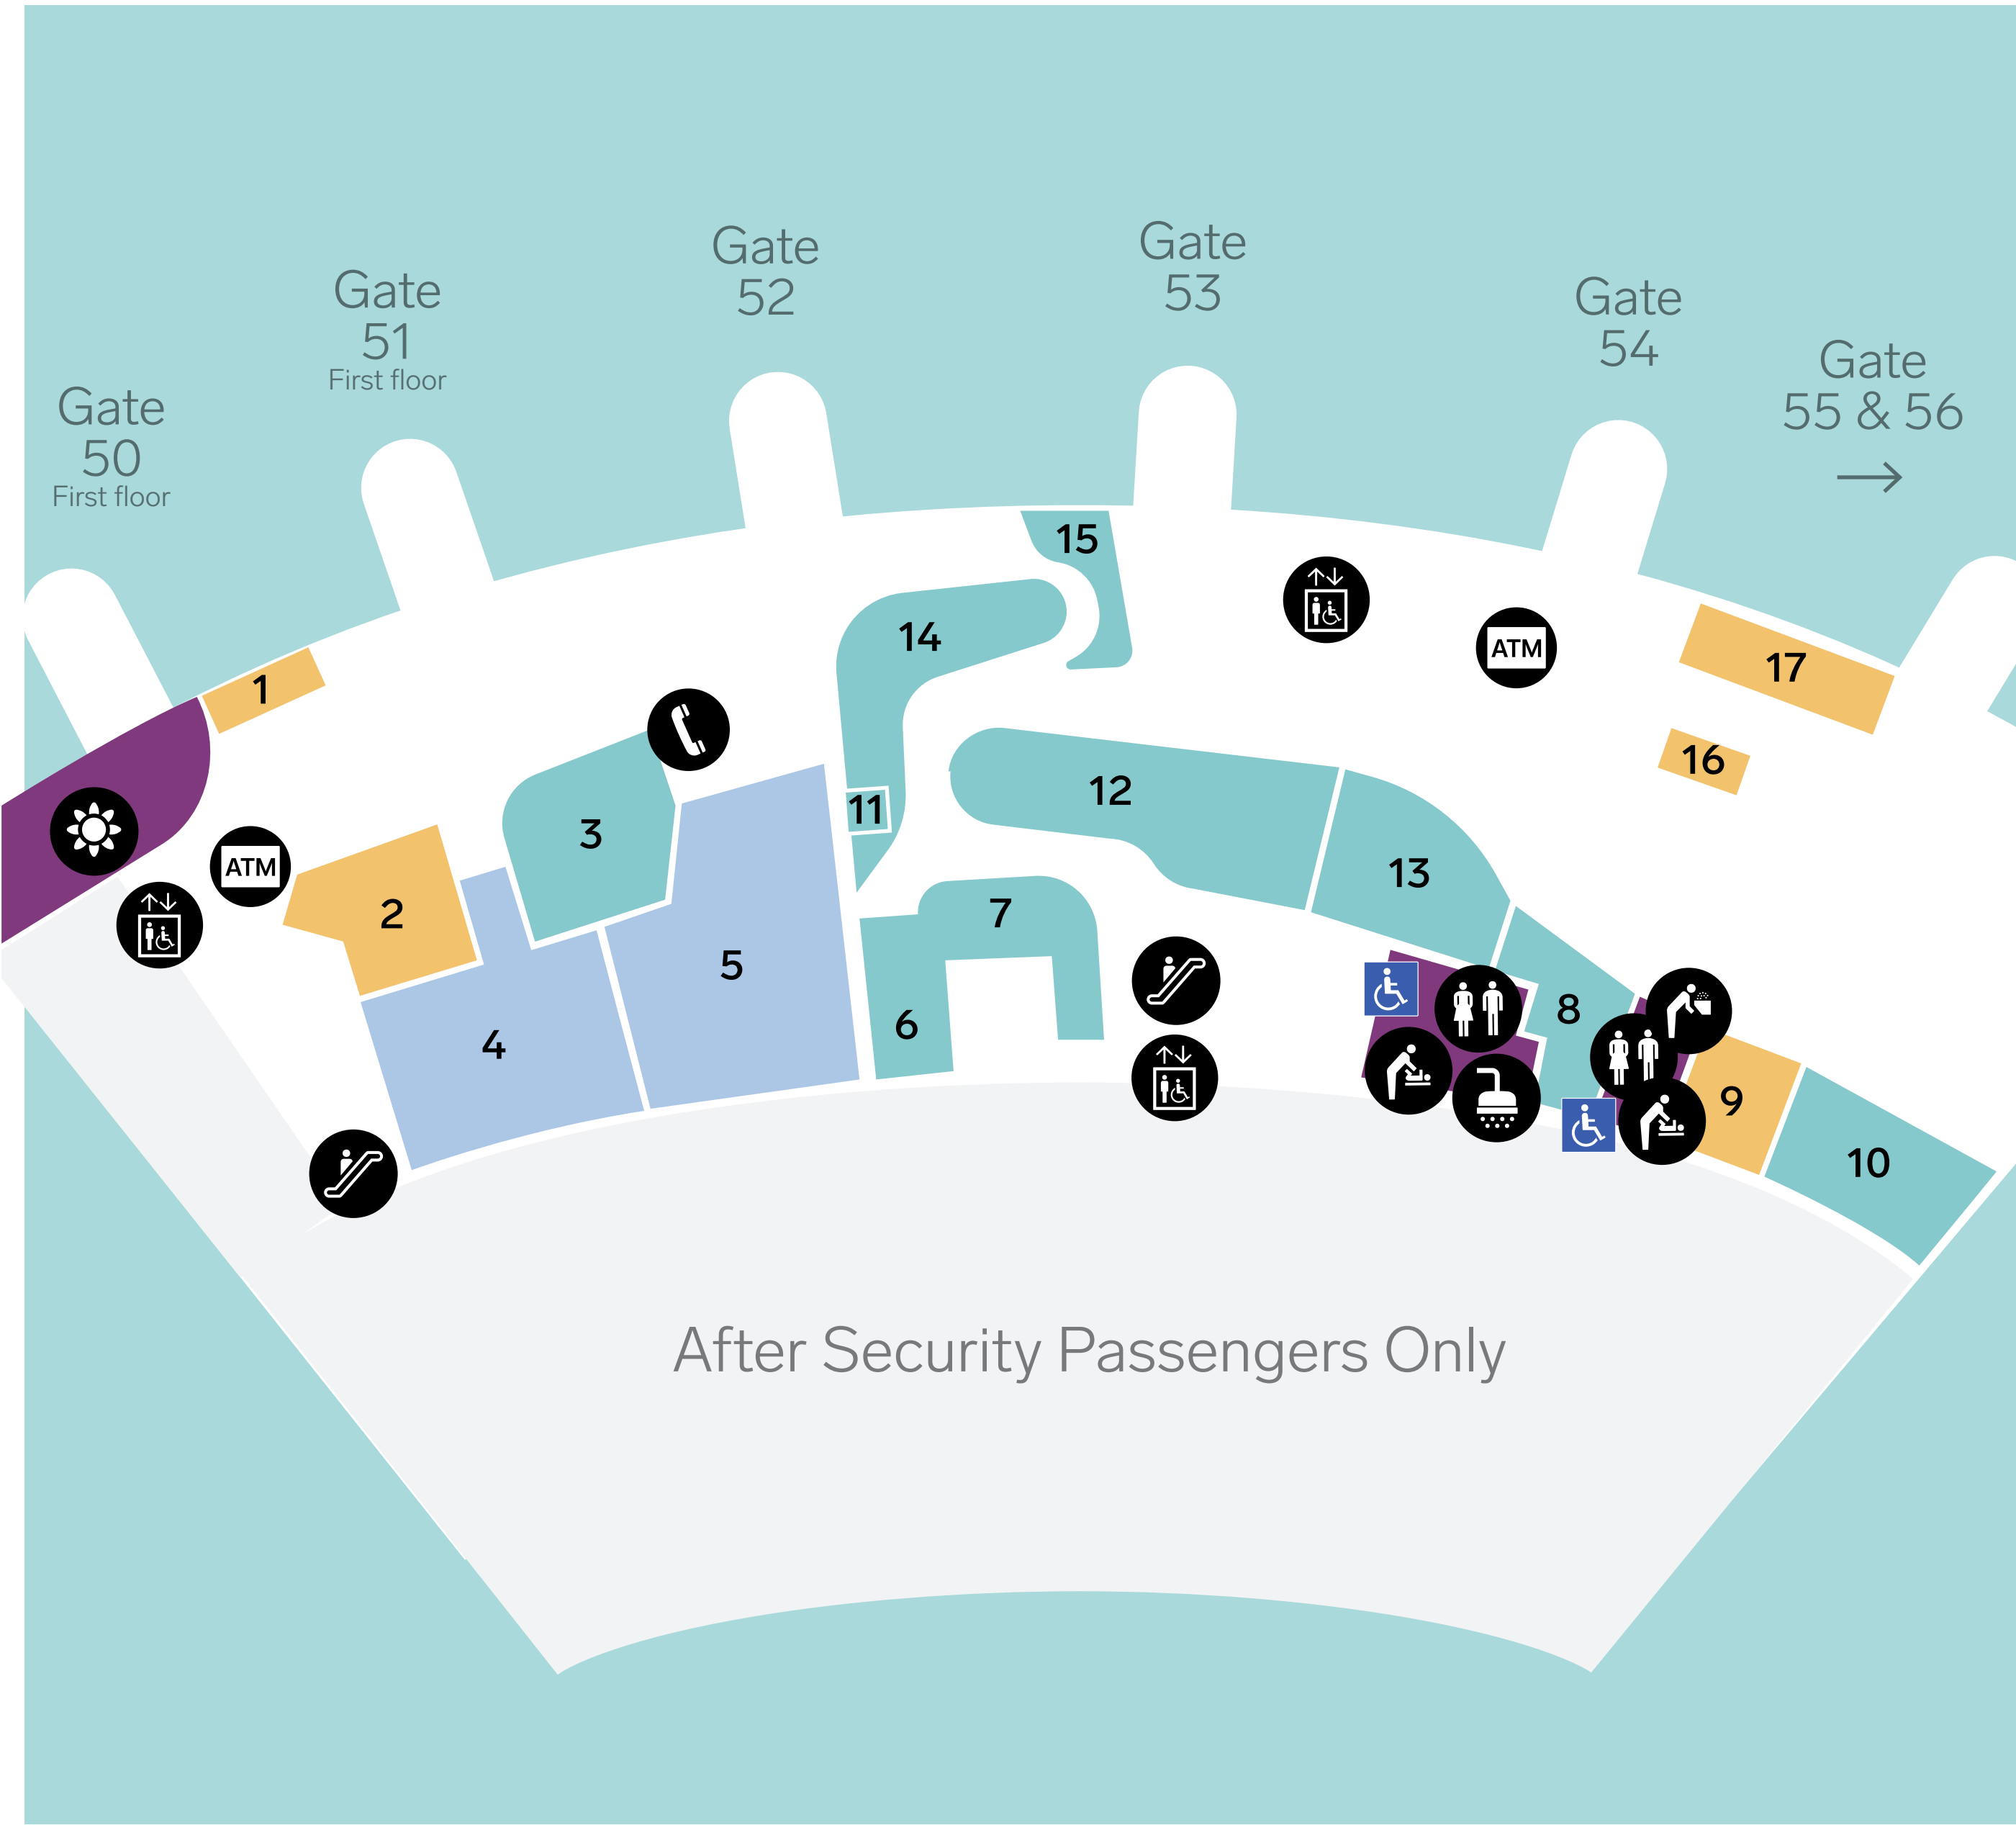 Gate
53
Gate
52
Gate
51
First floor
Gate
54
Gate
55 & 56
Gate
50
First floor
15
14
ATM
17
1
16
12
11
3
ATM
13
2
7
5
8
6
4
9
10
After Security Passengers Only